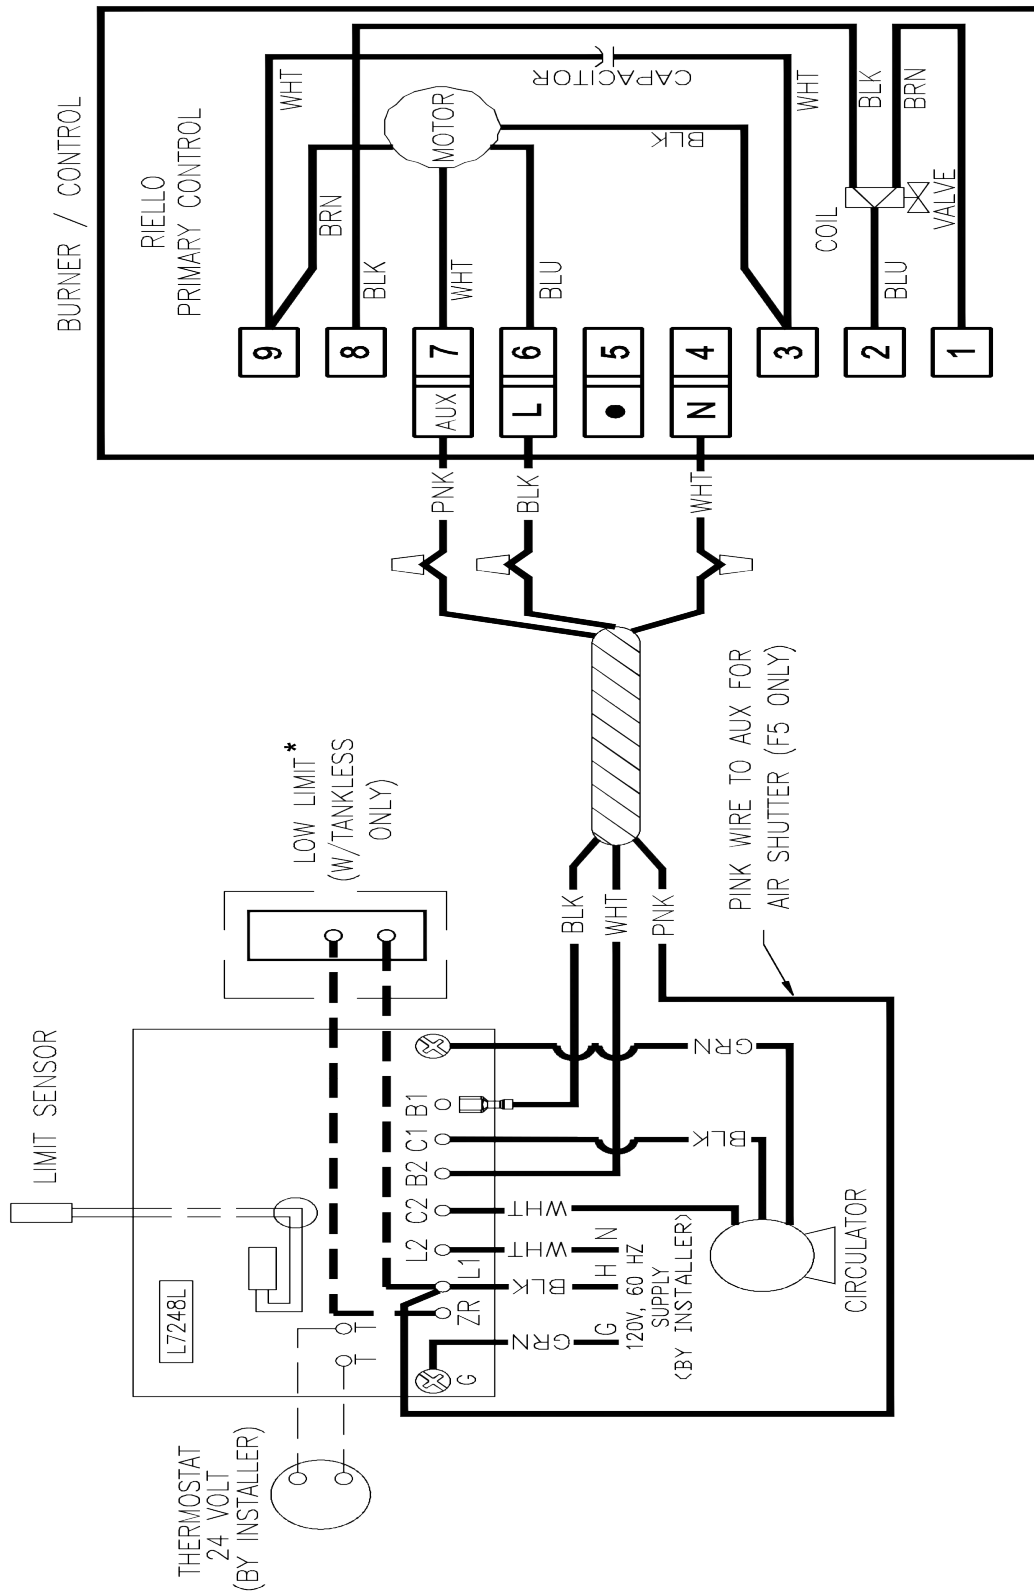 BURNER / CONTROL
RIELLO
PRIMARY CONTROL
WHT
BRN
BLK
WHT
BLU
MOTOR
CAPACITOR
BLK
WHT
BLK
BRN
COIL
VALVE
BLU
9
8
7
AUX
6
L
5
4
N
3
2
1
PNK
BLK
WHT
LOW LIMIT*
(W/TANKLESS
ONLY)
PINK WIRE TO AUX FOR
AIR SHUTTER (F5 ONLY)
BLK
WHT
PNK
LIMIT SENSOR
L7248L
B1
C1
B2
C2
L2
L1
ZR
T
T
G
GRN
BLK
WHT
WHT
BLK
GRN
N
H
G
120V, 60 HZ
SUPPLY
(BY INSTALLER)
CIRCULATOR
THERMOSTAT
24 VOLT
(BY INSTALLER)